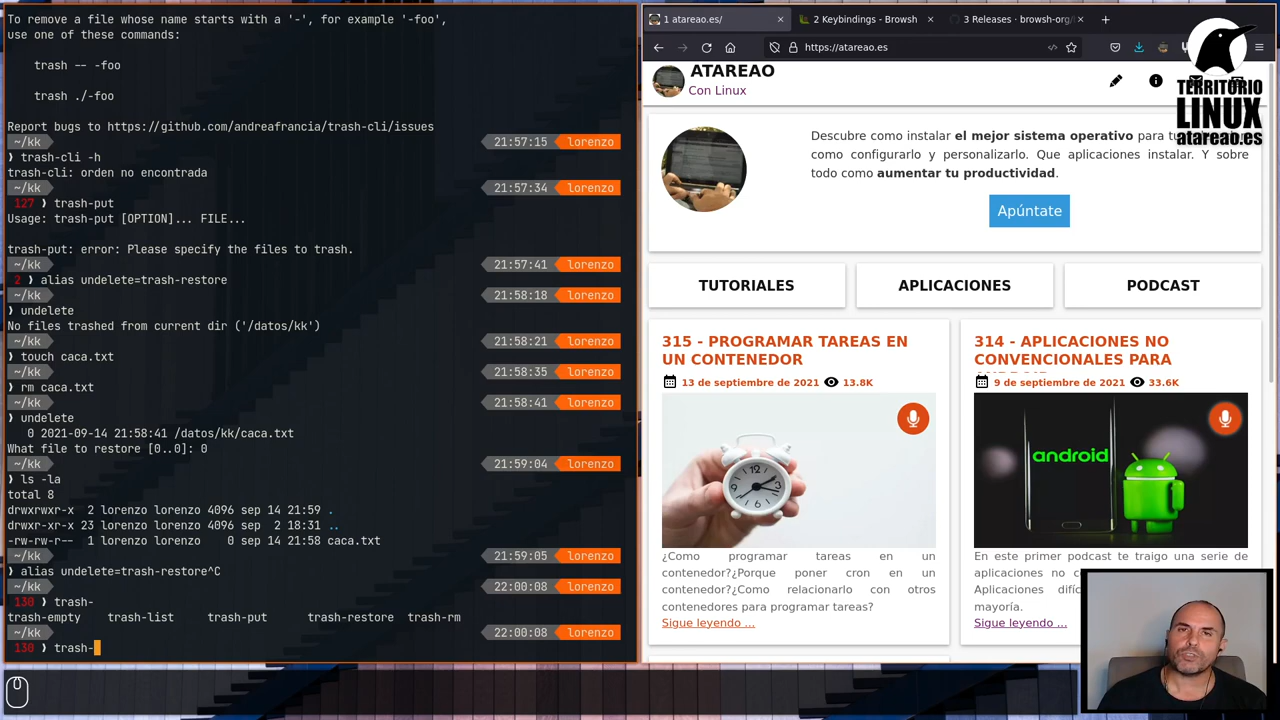 To remove a file whose name starts with a '-', for example '-foo',
use one of these commands:
trash -- -foo
trash ./-foo
Report bugs to https://github.com/andreafrancia/trash-cli/issues
~/kk 21:57:15 lorenzo
❯ trash-cli -h
trash-cli: orden no encontrada
~/kk 21:57:34 lorenzo
127 ❯ trash-put
Usage: trash-put [OPTION]... FILE...
trash-put: error: Please specify the files to trash.
~/kk 21:57:41 lorenzo
2 ❯ alias undelete=trash-restore
~/kk 21:58:18 lorenzo
❯ undelete
No files trashed from current dir ('/datos/kk')
~/kk 21:58:21 lorenzo
❯ touch caca.txt
~/kk 21:58:35 lorenzo
❯ rm caca.txt
~/kk 21:58:41 lorenzo
❯ undelete
0 2021-09-14 21:58:41 /datos/kk/caca.txt
What file to restore [0..0]: 0
~/kk 21:59:04 lorenzo
❯ ls -la
total 8
drwxrwxr-x 2 lorenzo lorenzo 4096 sep 14 21:59 .
drwxr-xr-x 23 lorenzo lorenzo 4096 sep 2 18:31 ..
-rw-rw-r-- 1 lorenzo lorenzo 0 sep 14 21:58 caca.txt
~/kk 21:59:05 lorenzo
❯ alias undelete=trash-restore^C
~/kk 22:00:08 lorenzo
130 ❯ trash-
trash-empty trash-list trash-put trash-restore trash-rm
~/kk 22:00:08 lorenzo
130 ❯ trash-
1 atareao.es/
2 Keybindings - Browsh
3 Releases · browsh-org/
https://atareao.es
ATAREAO
Con Linux
TERRITORIO
LINUX
atareao.es
Descubre como instalar el mejor sistema operativo para tu
como configurarlo y personalizarlo. Que aplicaciones instalar. Y sobre
todo como aumentar tu productividad.
Apúntate
TUTORIALES
APLICACIONES
PODCAST
315 - PROGRAMAR TAREAS EN
UN CONTENEDOR
13 de septiembre de 2021 13.8K
¿Como programar tareas en un
contenedor?¿Porque poner cron en un
contenedor?¿Como relacionarlo con otros
contenedores para programar tareas?
Sigue leyendo ...
314 - APLICACIONES NO
CONVENCIONALES PARA
9 de septiembre de 2021 33.6K
android
En este primer podcast te traigo una serie de
aplicaciones no
Aplicaciones
mayoría.
Sigue leyendo ...